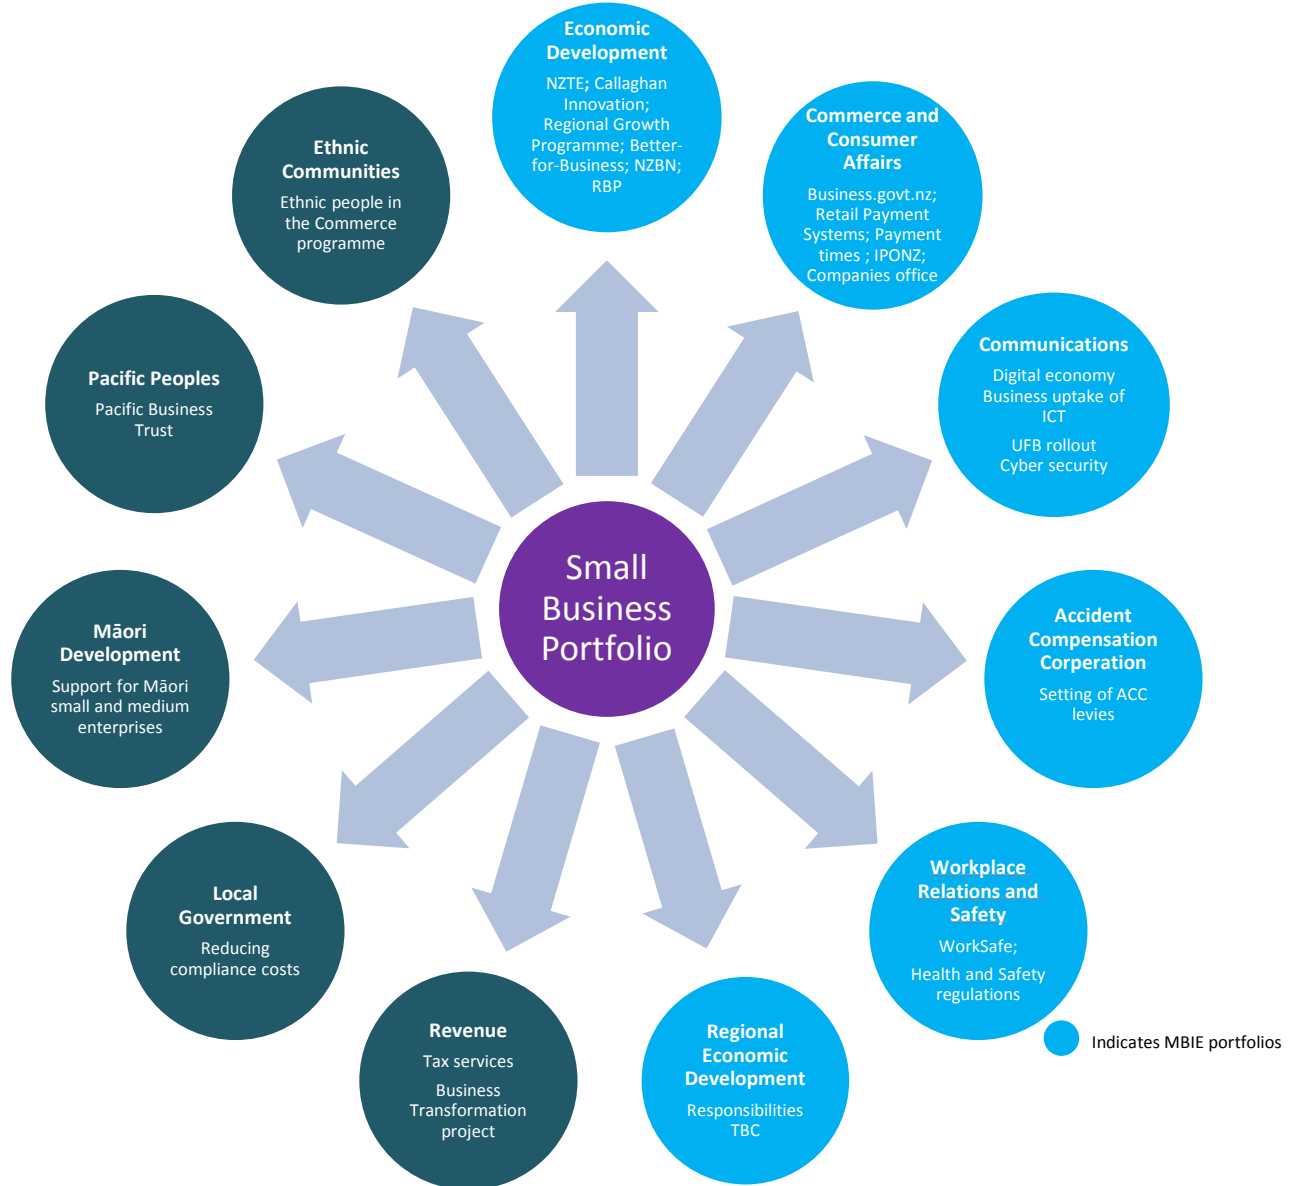 Economic
Development
NZTE; Callaghan
Innovation;
Regional Growth
Programme; Better-
for-Business; NZBN;
RBP
Commerce and
Consumer
Affairs
Business.govt.nz;
Retail Payment
Systems; Payment
times ; IPONZ;
Companies office
Communications
Digital economy
Business uptake of
ICT
UFB rollout
Cyber security
Accident
Compensation
Corperation
Setting of ACC
levies
Workplace
Relations and
Safety
WorkSafe;
Health and Safety
regulations
Regional
Economic
Development
Responsibilities
TBC
Revenue
Tax services
Business
Transformation
project
Local
Government
Reducing
compliance costs
Māori
Development
Support for Māori
small and medium
enterprises
Pacific Peoples
Pacific Business
Trust
Ethnic
Communities
Ethnic people in
the Commerce
programme
Small
Business
Portfolio
Indicates MBIE portfolios